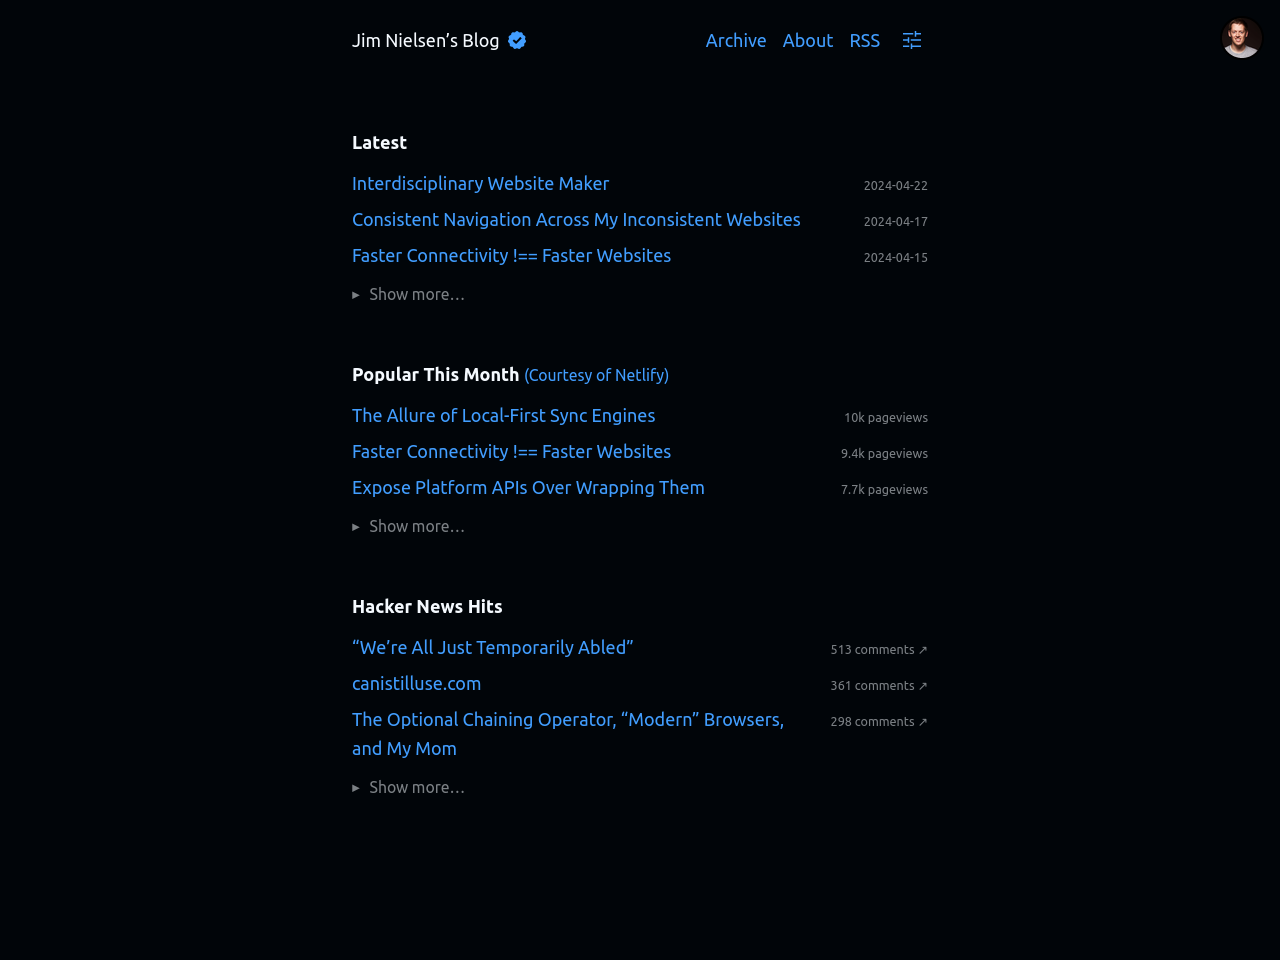 Jim Nielsen’s Blog Archive About RSS
Latest
Interdisciplinary Website Maker 2024-04-22
Consistent Navigation Across My Inconsistent Websites 2024-04-17
Faster Connectivity !== Faster Websites 2024-04-15
▸ Show more…
Popular This Month (Courtesy of Netlify)
The Allure of Local-First Sync Engines 10k pageviews
Faster Connectivity !== Faster Websites 9.4k pageviews
Expose Platform APIs Over Wrapping Them 7.7k pageviews
▸ Show more…
Hacker News Hits
“We’re All Just Temporarily Abled” 513 comments ↗
canistilluse.com 361 comments ↗
The Optional Chaining Operator, “Modern” Browsers, 298 comments ↗
and My Mom
▸ Show more…